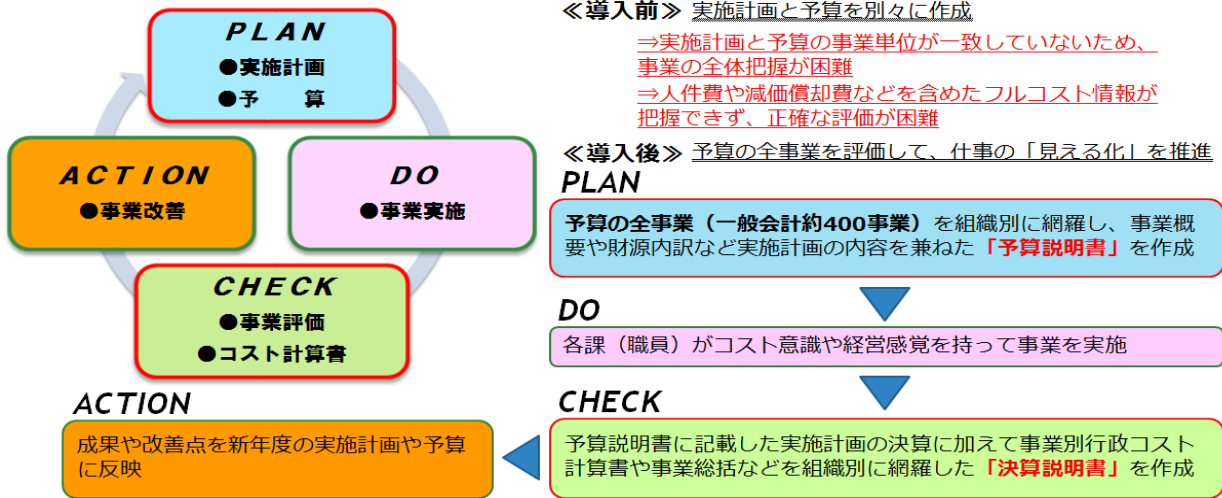 PLAN
●実施計画
●予　　算
ACTION
●事業改善
DO
●事業実施
CHECK
●事業評価
●コスト計算書
≪導入前≫ 実施計画と予算を別々に作成
⇒実施計画と予算の事業単位が一致していないため、
事業の全体把握が困難
⇒人件費や減価償却費などを含めたフルコスト情報が
把握できず、正確な評価が困難
≪導入後≫ 予算の全事業を評価して、仕事の「見える化」を推進
PLAN
予算の全事業（一般会計約400事業）を組織別に網羅し、事業概
要や財源内訳など実施計画の内容を兼ねた「予算説明書」を作成
DO
各課（職員）がコスト意識や経営感覚を持って事業を実施
CHECK
予算説明書に記載した実施計画の決算に加えて事業別行政コスト
計算書や事業総括などを組織別に網羅した「決算説明書」を作成
ACTION
成果や改善点を新年度の実施計画や予算
に反映